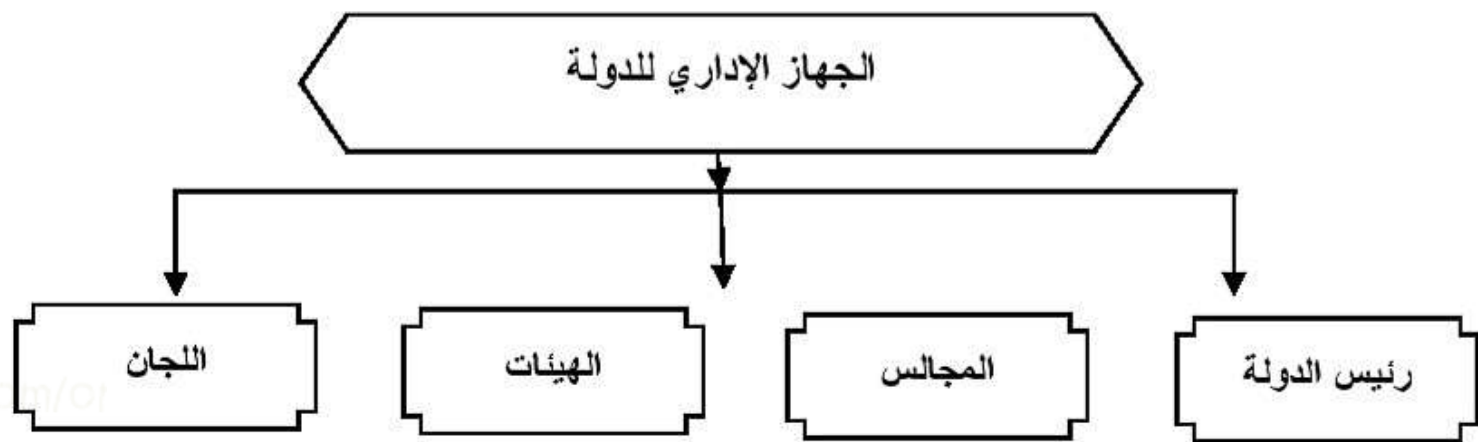 الجهاز الإداري للدولة
رئيس الدولة
المجالس
الهيئات
اللجان